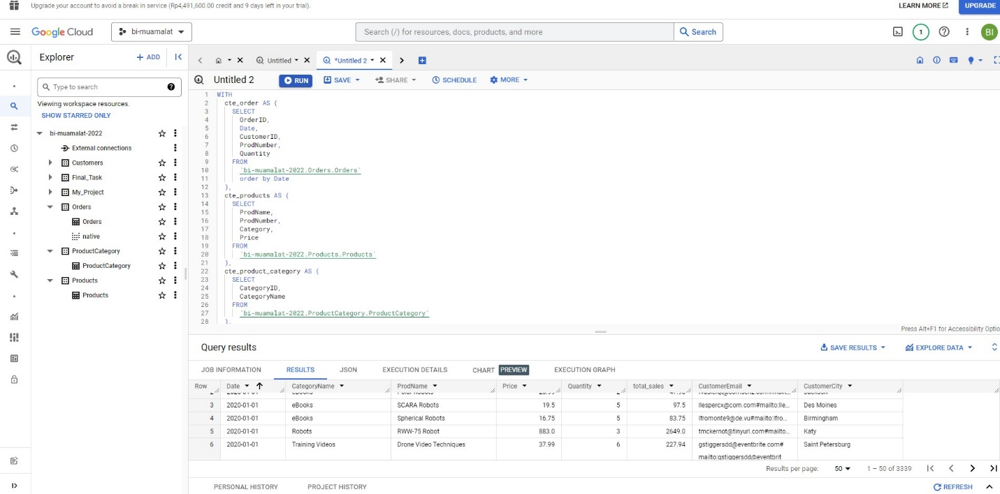 Upgrade your account to avoid a break in service (Rp4,491,600.00 credit and 9 days left in your trial).
LEARN MORE
UPGRADE
Google Cloud
bi-muamalat
Search (/) for resources, docs, products, and more
Search
1
BI
Explorer
+ ADD
Untitled
*Untitled 2
Untitled 2
RUN
SAVE
SHARE
SCHEDULE
MORE
Type to search
Viewing workspace resources.
SHOW STARRED ONLY
bi-muamalat-2022
External connections
Customers
Final_Task
My_Project
Orders
Orders
native
ProductCategory
ProductCategory
Products
Products
1 WITH
2 cte_order AS (
3 SELECT
4 OrderID,
5 Date,
6 CustomerID,
7 ProdNumber,
8 Quantity
9 FROM
10 `bi-muamalat-2022.Orders.Orders`
11 order by Date
12 ),
13 cte_products AS (
14 SELECT
15 ProdName,
16 ProdNumber,
17 Category,
18 Price
19 FROM
20 `bi-muamalat-2022.Products.Products`
21 ),
22 cte_product_category AS (
23 SELECT
24 CategoryID,
25 CategoryName
26 FROM
27 `bi-muamalat-2022.ProductCategory.ProductCategory`
28 ),
Press Alt+F1 for Accessibility Optio
Query results
SAVE RESULTS
EXPLORE DATA
JOB INFORMATION
RESULTS
JSON
EXECUTION DETAILS
CHART PREVIEW
EXECUTION GRAPH
Row Date CategoryName ProdName Price Quantity total_sales CustomerEmail CustomerCity
3 2020-01-01 eBooks SCARA Robots 19.5 5 97.5 llespercx@com.com#mailto:lle... Des Moines
4 2020-01-01 eBooks Spherical Robots 16.75 5 83.75 lfromonte9@de.vu#mailto:lfro... Birmingham
5 2020-01-01 Robots RWW-75 Robot 883.0 3 2649.0 tmckernot@tinyurl.com#mailto... Katy
6 2020-01-01 Training Videos Drone Video Techniques 37.99 6 227.94 gstiggersdd@eventbrite.com# Saint Petersburg
mailto:gstiggersdd@eventbrit
Results per page: 50 1 – 50 of 3339
PERSONAL HISTORY
PROJECT HISTORY
REFRESH